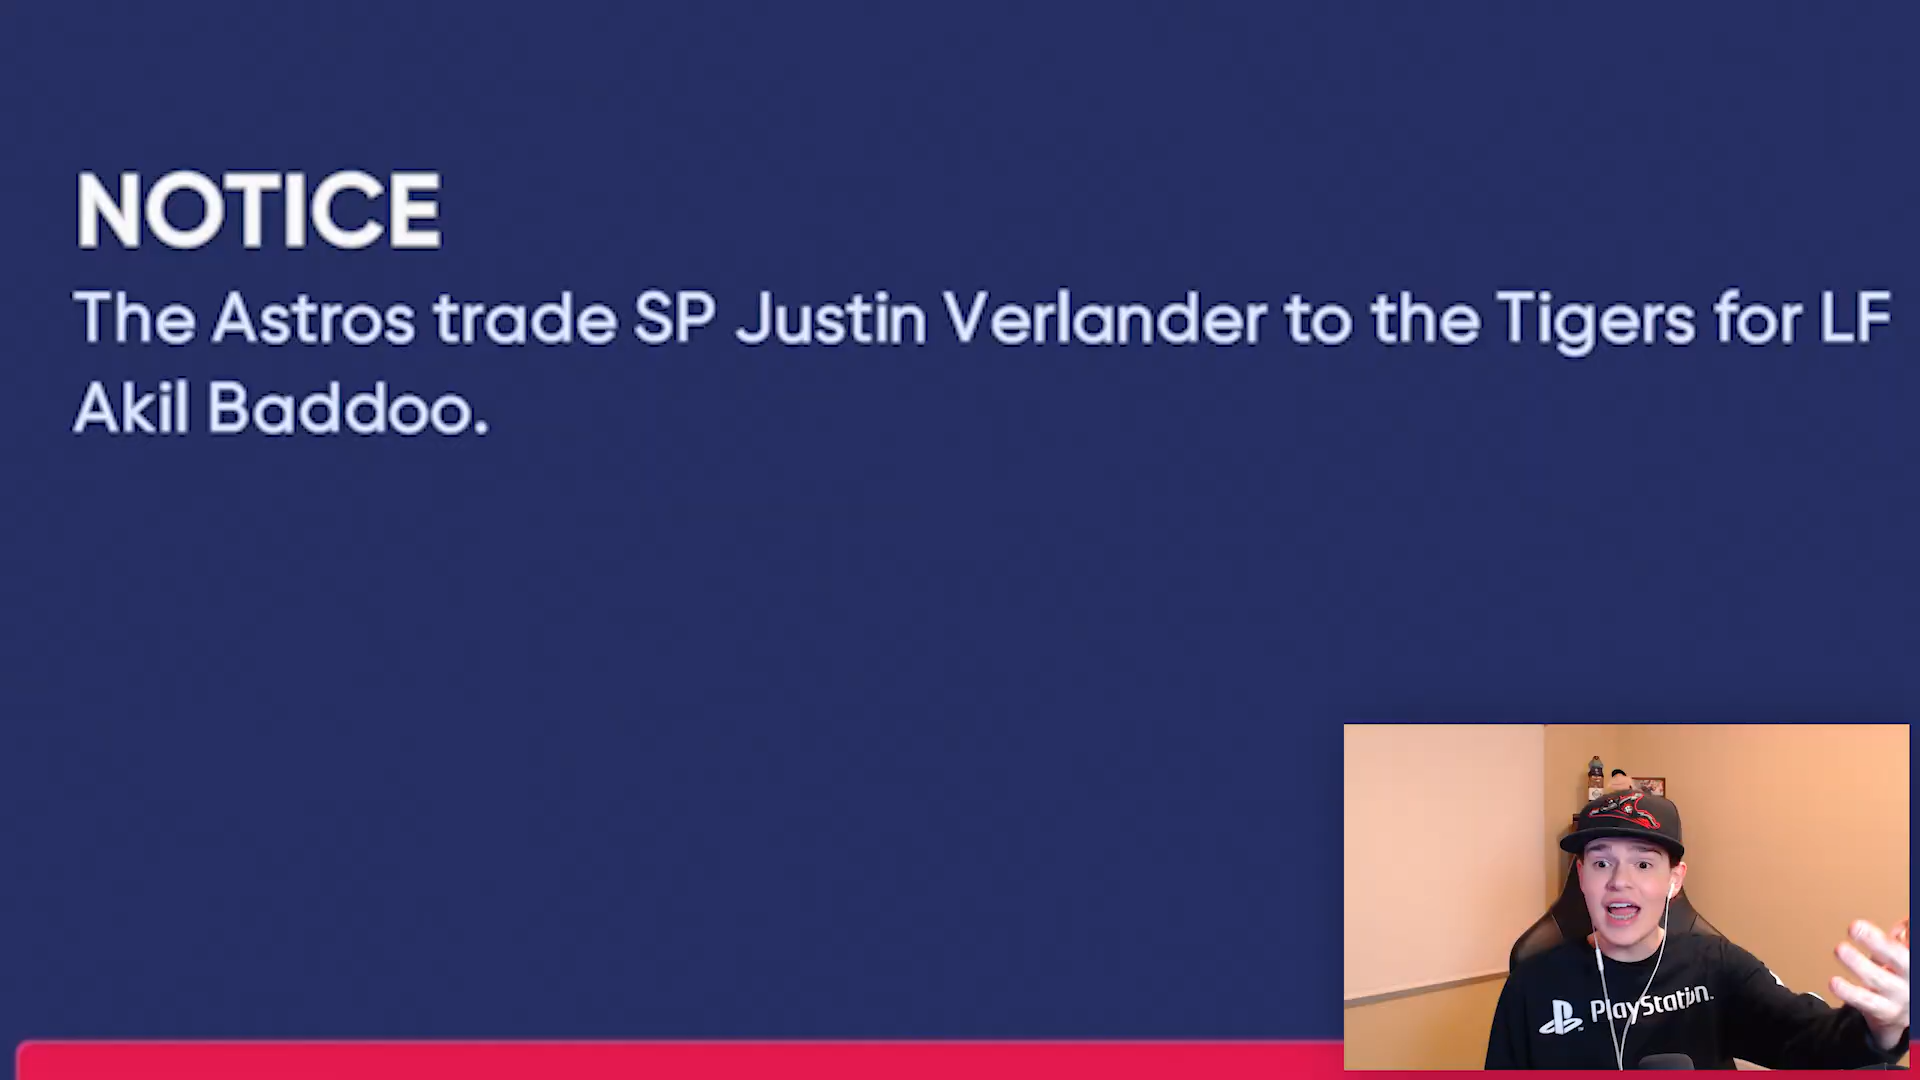 NOTICE
The Astros trade SP Justin Verlander to the Tigers for LF
Akil Baddoo.
PlayStation